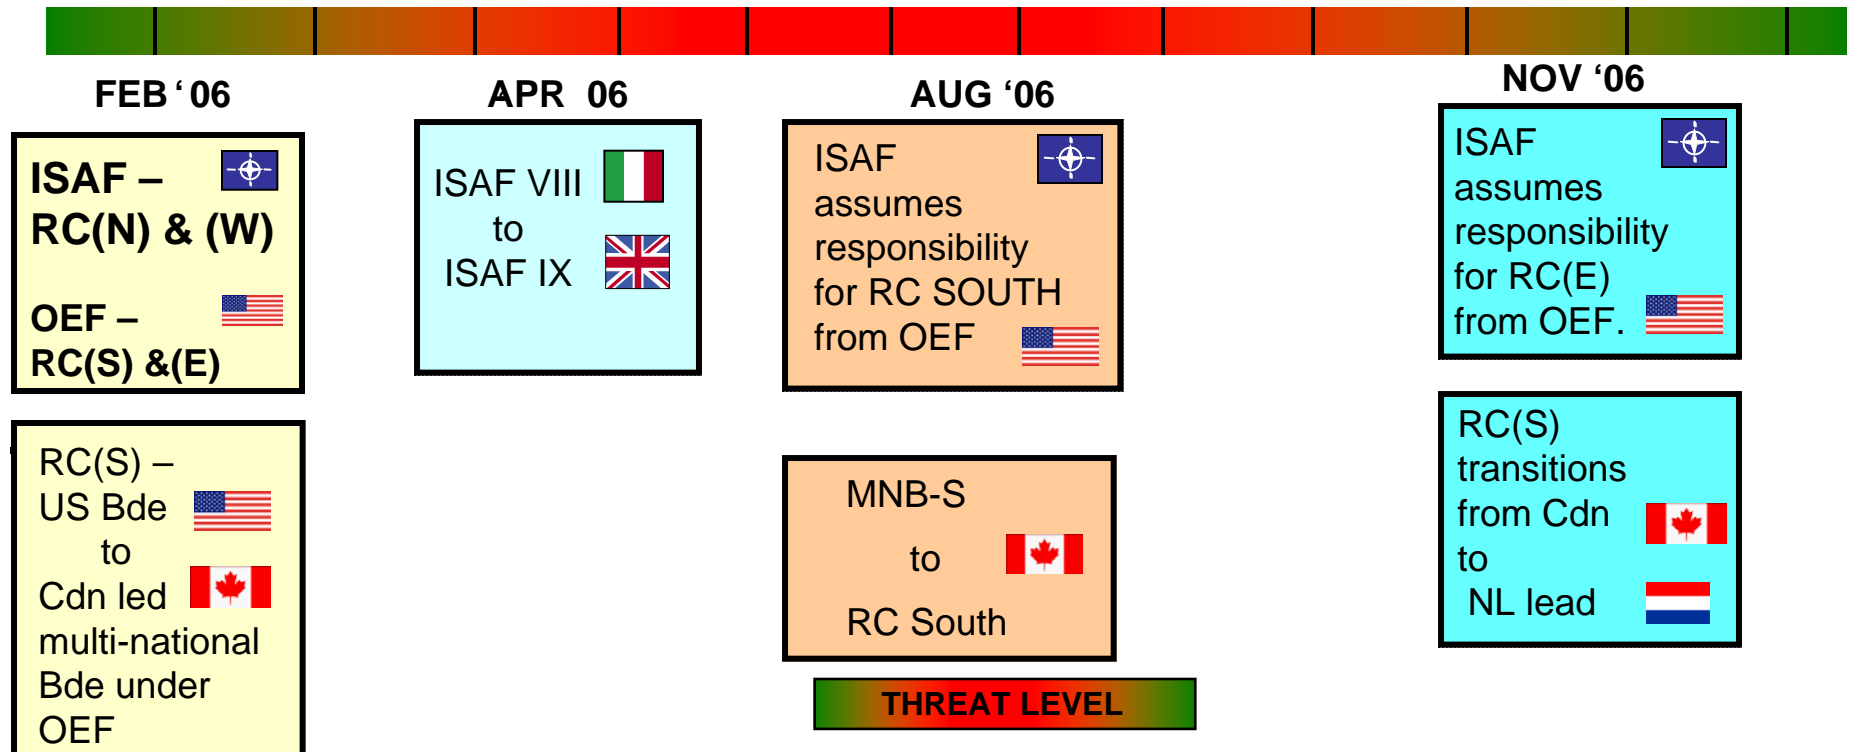 FEB ‘ 06
ISAF –
RC(N) & (W)
OEF –
RC(S) &(E)
RC(S) –
US Bde
to
Cdn led
multi-national
Bde under
OEF
APR 06
ISAF VIII
to
ISAF IX
AUG ‘06
ISAF
assumes
responsibility
for RC SOUTH
from OEF
MNB-S
to
RC South
THREAT LEVEL
NOV ‘06
ISAF
assumes
responsibility
for RC(E)
from OEF.
RC(S)
transitions
from Cdn
to
NL lead